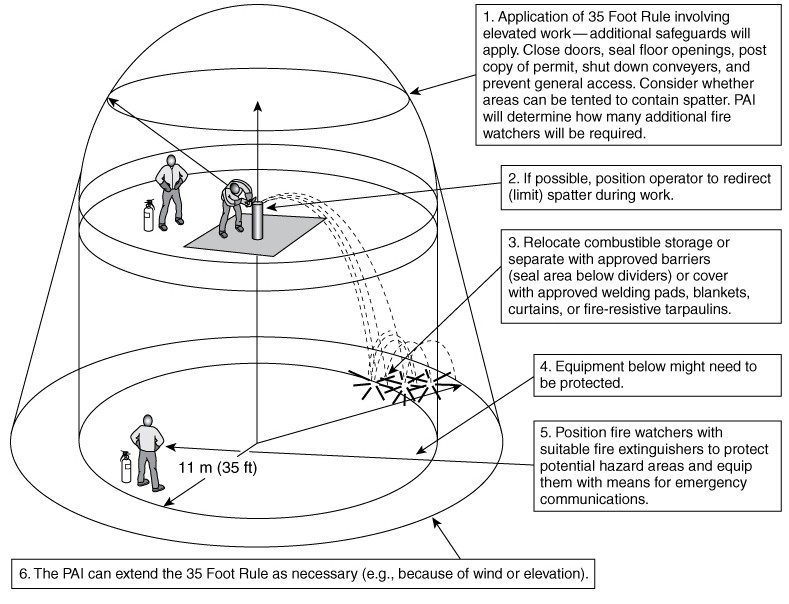 1. Application of 35 Foot Rule involving
elevated work—additional safeguards will
apply. Close doors, seal floor openings, post
copy of permit, shut down conveyers, and
prevent general access. Consider whether
areas can be tented to contain spatter. PAI
will determine how many additional fire
watchers will be required.
2. If possible, position operator to redirect
(limit) spatter during work.
3. Relocate combustible storage or
separate with approved barriers
(seal area below dividers) or cover
with approved welding pads, blankets,
curtains, or fire-resistive tarpaulins.
4. Equipment below might need to
be protected.
5. Position fire watchers with
suitable fire extinguishers to protect
potential hazard areas and equip
them with means for emergency
communications.
11 m (35 ft)
6. The PAI can extend the 35 Foot Rule as necessary (e.g., because of wind or elevation).